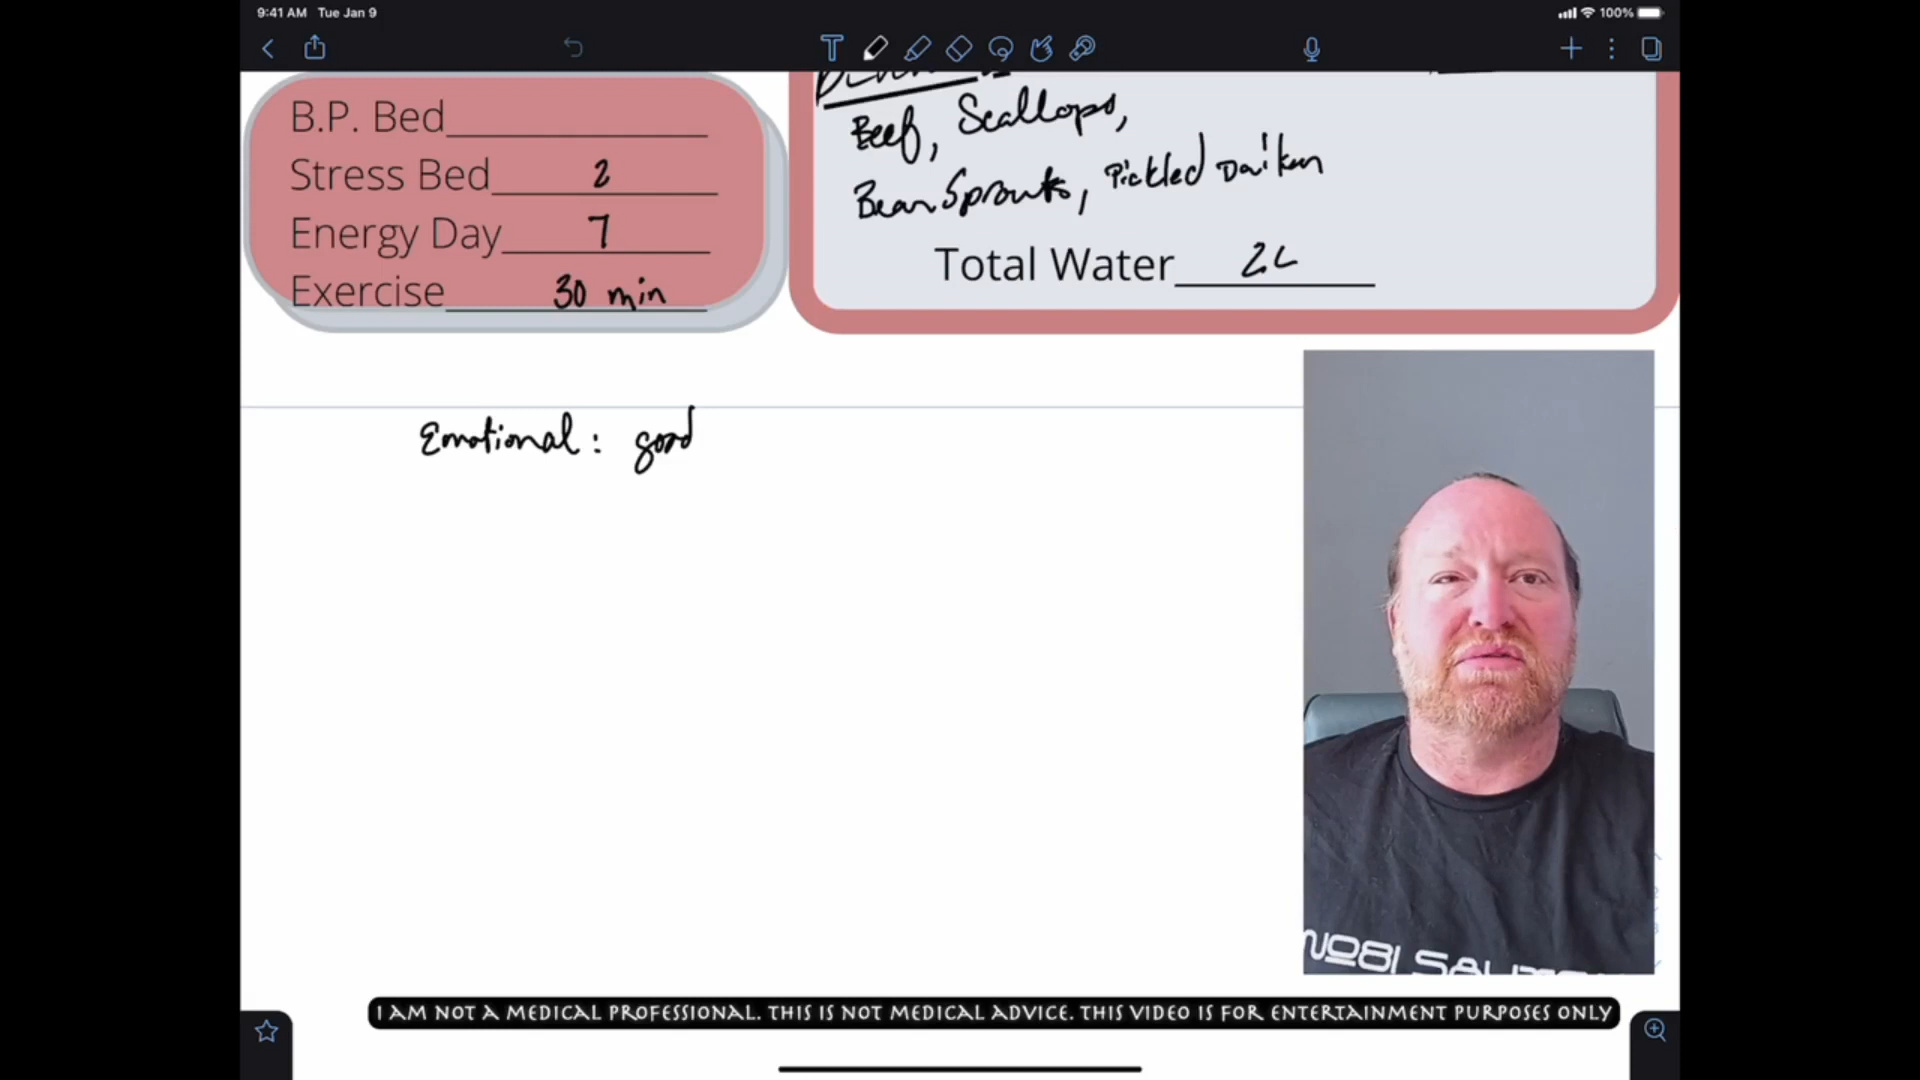 9:41 AM Tue Jan 9
100%
B.P. Bed
Stress Bed 2
Energy Day 7
Exercise 30 min
Beef, Scallops,
Bean Sprouts, Pickled Daiken
Total Water 2L
Emotional: good
I AM NOT A MEDICAL PROFESSIONAL. THIS IS NOT MEDICAL ADVICE. THIS VIDEO IS FOR ENTERTAINMENT PURPOSES ONLY